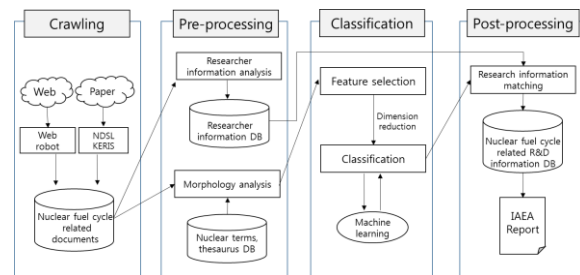 Crawling
Web
Paper
Web
robot
NDSL
KERIS
Nuclear fuel cycle
related
documents
Pre-processing
Researcher
information analysis
Researcher
information DB
Morphology analysis
Nuclear terms,
thesaurus DB
Classification
Feature selection
Dimension
reduction
Classification
Machine
learning
Post-processing
Research information
matching
Nuclear fuel cycle
related R&D
information DB
IAEA
Report